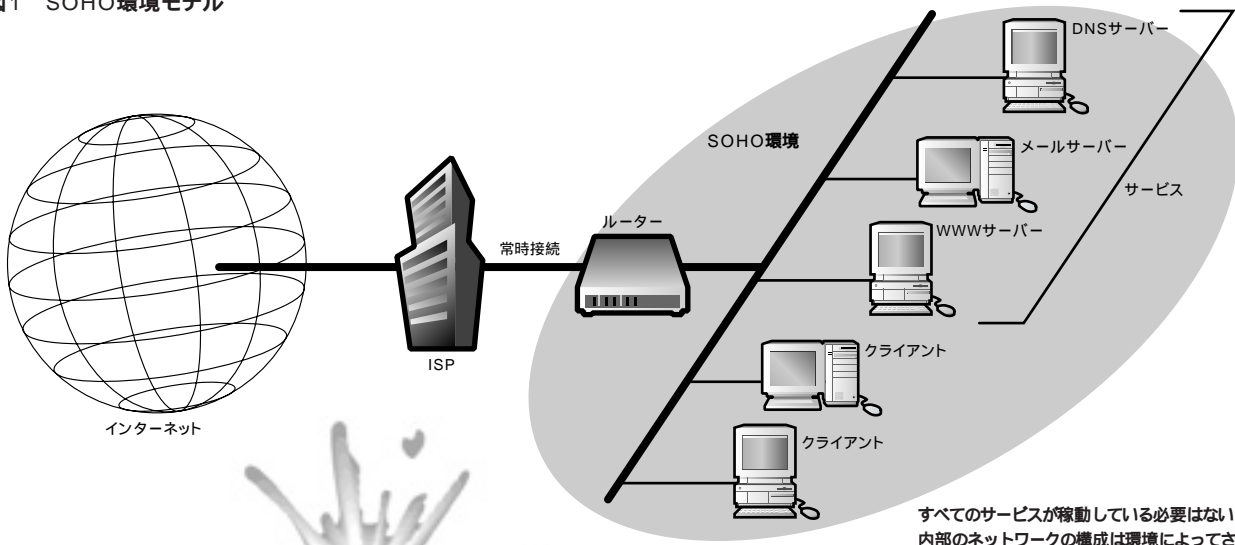 図1 SOHO環境モデル
DNSサーバー
SOHO環境
メールサーバー
サービス
ルーター
WWWサーバー
常時接続
クライアント
ISP
インターネット
クライアント
すべてのサービスが稼動している必要はない
内部のネットワークの構成は環境によってさ